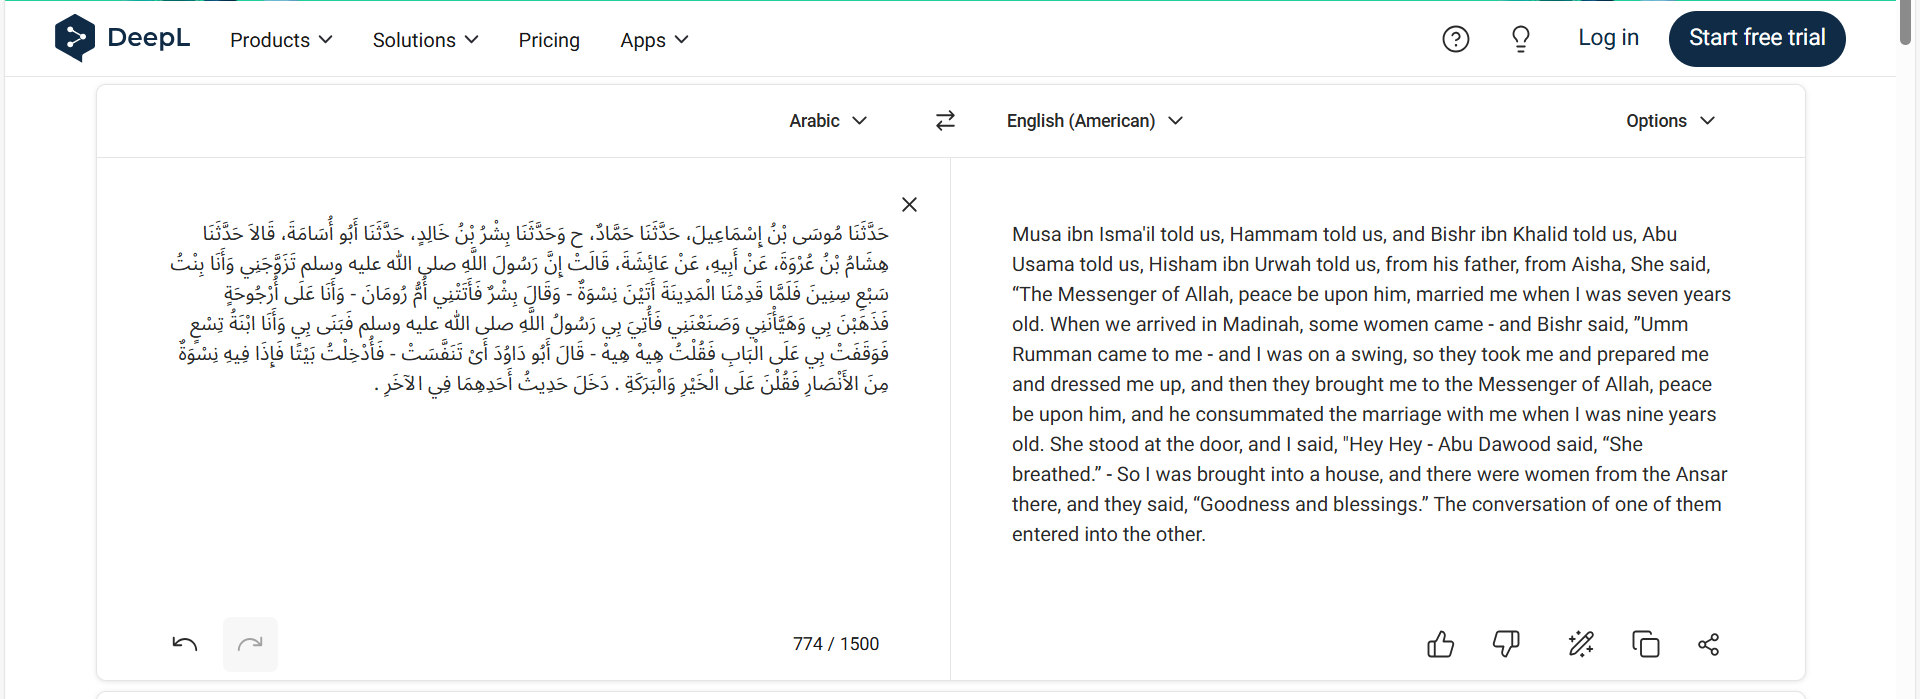 DeepL Products Solutions Pricing Apps Log in Start free trial
Arabic English (American) Options
حَدَّثَنَا مُوسَى بْنُ إِسْمَاعِيلَ، حَدَّثَنَا حَمَّادٌ، ح وَحَدَّثَنَا بِشْرُ بْنُ خَالِدٍ، حَدَّثَنَا أَبُو أُسَامَةَ، قَالاَ حَدَّثَنَا
هِشَامُ بْنُ عُرْوَةَ، عَنْ أَبِيهِ، عَنْ عَائِشَةَ، قَالَتْ إِنَّ رَسُولَ اللَّهِ صلى الله عليه وسلم تَزَوَّجَنِي وَأَنَا بِنْتُ
سَبْعِ سِنِينَ فَلَمَّا قَدِمْنَا الْمَدِينَةَ أَتَيْنَ نِسْوَةٌ - وَقَالَ بِشْرٌ فَأَتَتْنِي أُمُّ رُومَانَ - وَأَنَا عَلَى أُرْجُوحَةٍ
فَذَهَبْنَ بِي وَهَيَّأْنَنِي وَصَنَعْنَنِي فَأُتِيَ بِي رَسُولُ اللَّهِ صلى الله عليه وسلم فَبَنَى بِي وَأَنَا ابْنَةُ تِسْعٍ
فَوَقَفَتْ بِي عَلَى الْبَابِ فَقُلْتُ هِيهْ هِيهْ - قَالَ أَبُو دَاوُدَ أَىْ تَنَفَّسَتْ - فَأُدْخِلْتُ بَيْتًا فَإِذَا فِيهِ نِسْوَةٌ
مِنَ الأَنْصَارِ فَقُلْنَ عَلَى الْخَيْرِ وَالْبَرَكَةِ . دَخَلَ حَدِيثُ أَحَدِهِمَا فِي الآخَرِ .
774 / 1500
Musa ibn Isma'il told us, Hammam told us, and Bishr ibn Khalid told us, Abu
Usama told us, Hisham ibn Urwah told us, from his father, from Aisha, She said,
“The Messenger of Allah, peace be upon him, married me when I was seven years
old. When we arrived in Madinah, some women came - and Bishr said, ”Umm
Rumman came to me - and I was on a swing, so they took me and prepared me
and dressed me up, and then they brought me to the Messenger of Allah, peace
be upon him, and he consummated the marriage with me when I was nine years
old. She stood at the door, and I said, "Hey Hey - Abu Dawood said, “She
breathed.” - So I was brought into a house, and there were women from the Ansar
there, and they said, “Goodness and blessings.” The conversation of one of them
entered into the other.